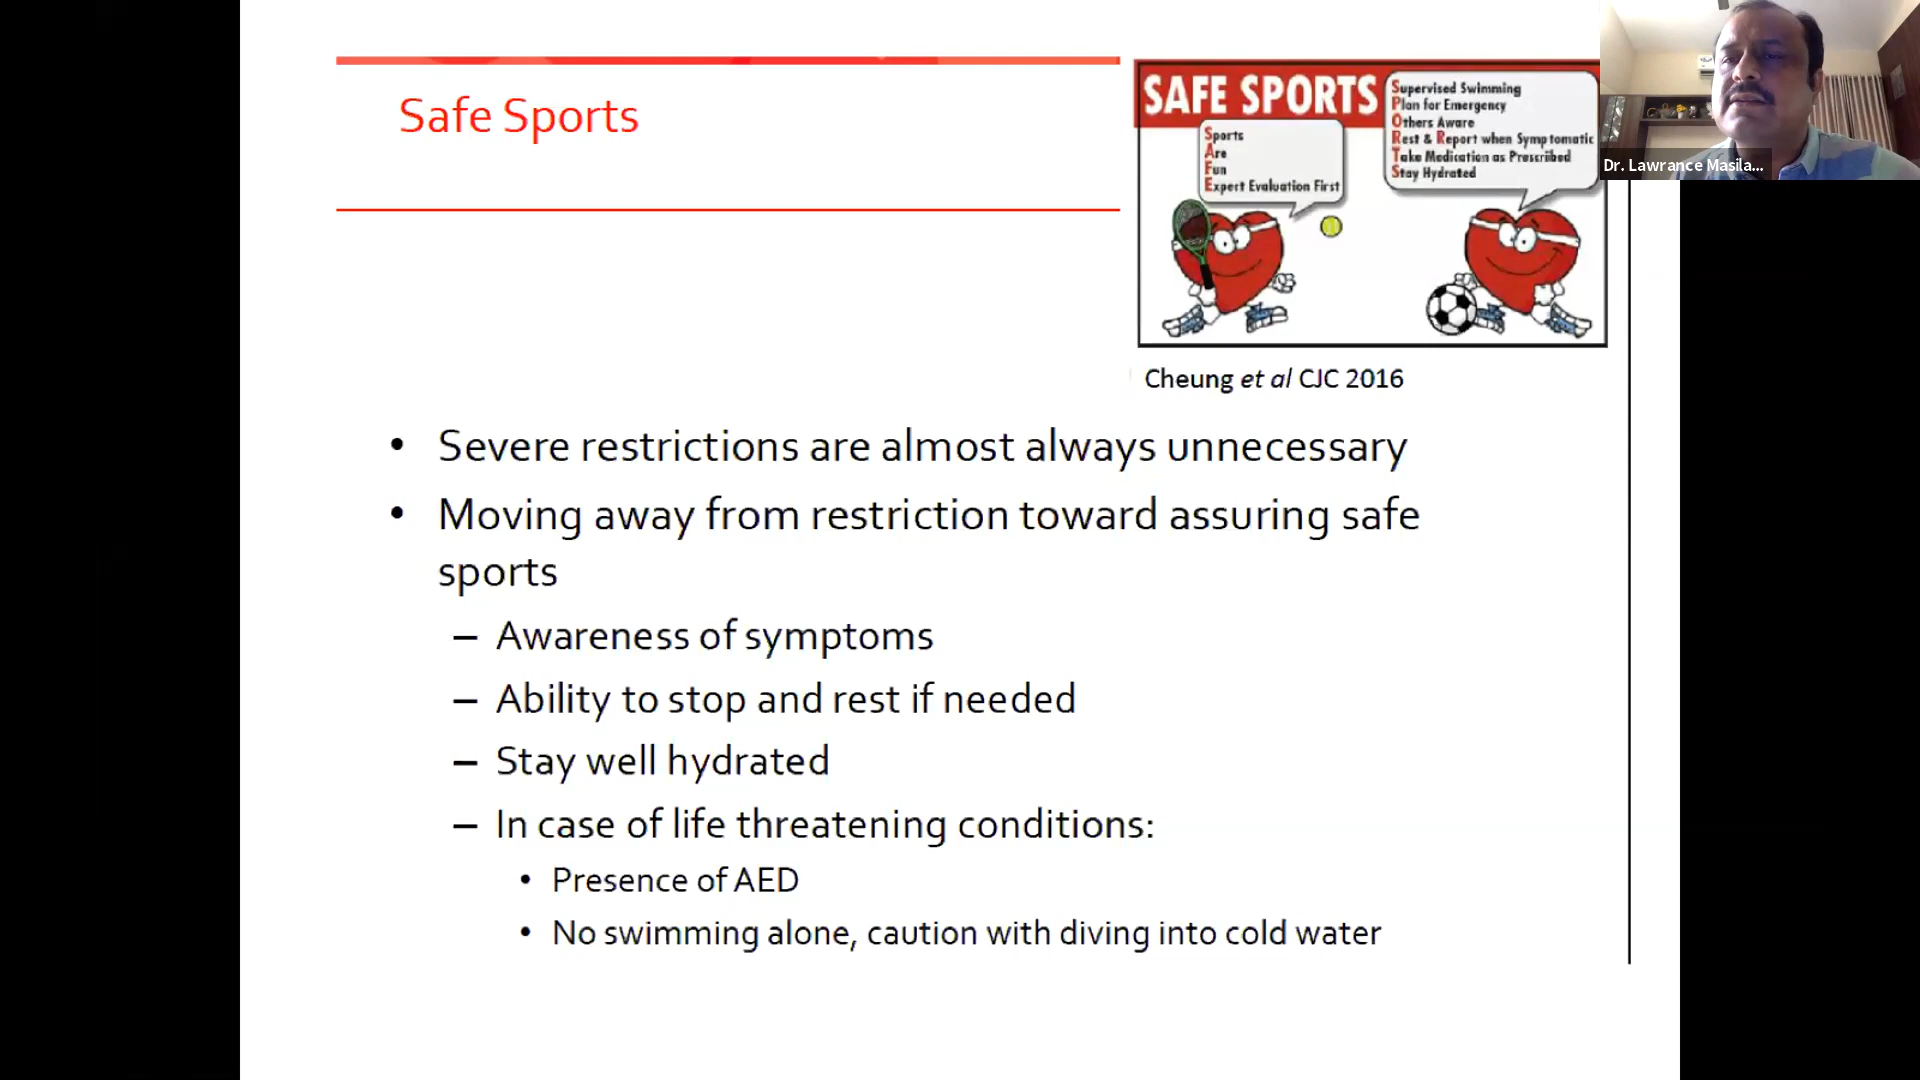 Safe Sports
SAFE SPORTS
Sports
Are
Fun
Expert Evaluation First
Supervised Swimming
Plan for Emergency
Others Aware
Rest & Report when Symptomatic
Take Medication as Prescribed
Stay Hydrated
Dr. Lawrance Masila...
Cheung et al CJC 2016
• Severe restrictions are almost always unnecessary
• Moving away from restriction toward assuring safe
sports
– Awareness of symptoms
– Ability to stop and rest if needed
– Stay well hydrated
– In case of life threatening conditions:
• Presence of AED
• No swimming alone, caution with diving into cold water